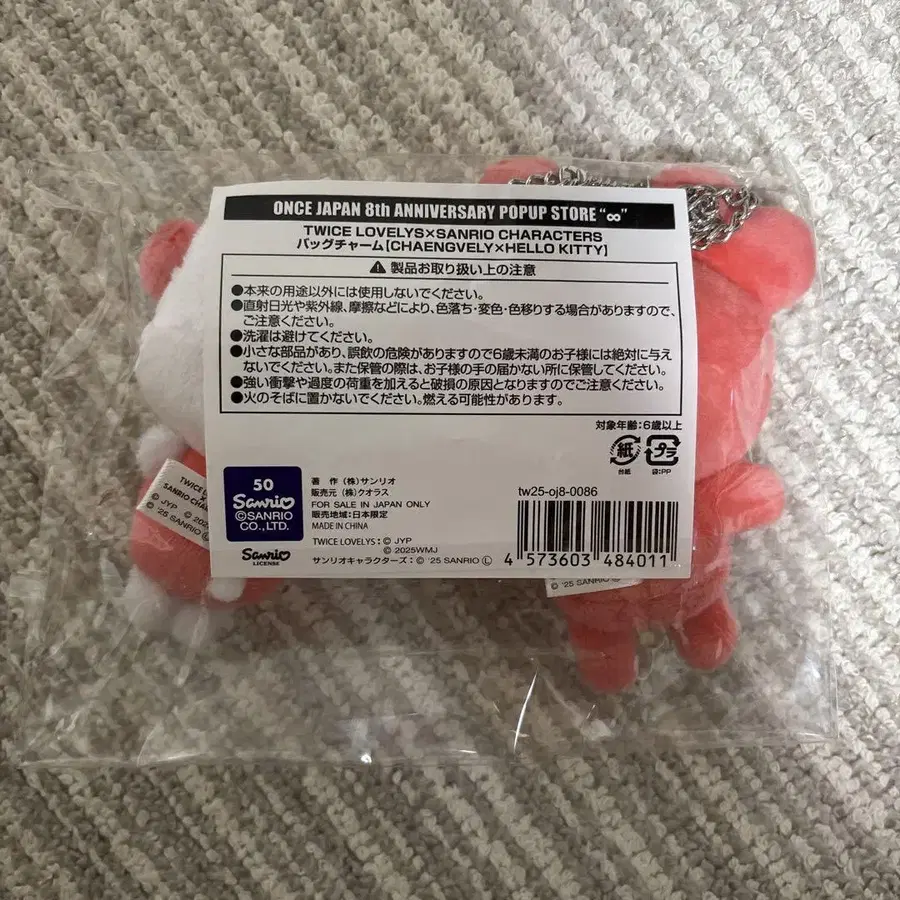 ONCE JAPAN 8th ANNIVERSARY POPUP STORE "∞"
TWICE LOVELYS×SANRIO CHARACTERS
バッグチャーム【CHAENGVELY×HELLO KITTY】
⚠ 製品お取り扱い上の注意
●本来の用途以外には使用しないでください。
●直射日光や紫外線、摩擦などにより、色落ち・変色・色移りする場合がありますので、
ご注意ください。
●洗濯は避けてください。
●小さな部品があり、誤飲の危険がありますので6歳未満のお子様には絶対に与え
ないでください。また保管の際は、お子様の手の届かない所に保管してください。
●強い衝撃や過度の荷重を加えると破損の原因となりますのでご注意ください。
●火のそばに置かないでください。燃える可能性があります。
対象年齢:6歳以上
紙 プラ
台紙 袋:PP
50
Sanrio
©SANRIO
CO.,LTD.
Sanrio
LICENSE
著 作 (株)サンリオ
販売元 (株)クオラス
FOR SALE IN JAPAN ONLY
販売地域:日本限定
MADE IN CHINA
TWICE LOVELYS:© JYP
© 2025WMJ
サンリオキャラクターズ:© '25 SANRIO Ⓛ
tw25-oj8-0086
4 573603 484011
TWICE
SANRIO CHA
© JYP © 20
© '25 SANRIO Ⓛ
© '25 SANRIO